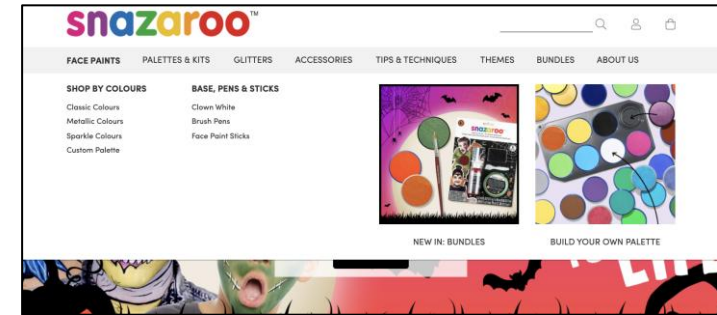 snazaroo™
FACE PAINTS PALETTES & KITS GLITTERS ACCESSORIES TIPS & TECHNIQUES THEMES BUNDLES ABOUT US
SHOP BY COLOURS
Classic Colours
Metallic Colours
Sparkle Colours
Custom Palette
BASE, PENS & STICKS
Clown White
Brush Pens
Face Paint Sticks
snazaroo
NEW IN: BUNDLES
BUILD YOUR OWN PALETTE